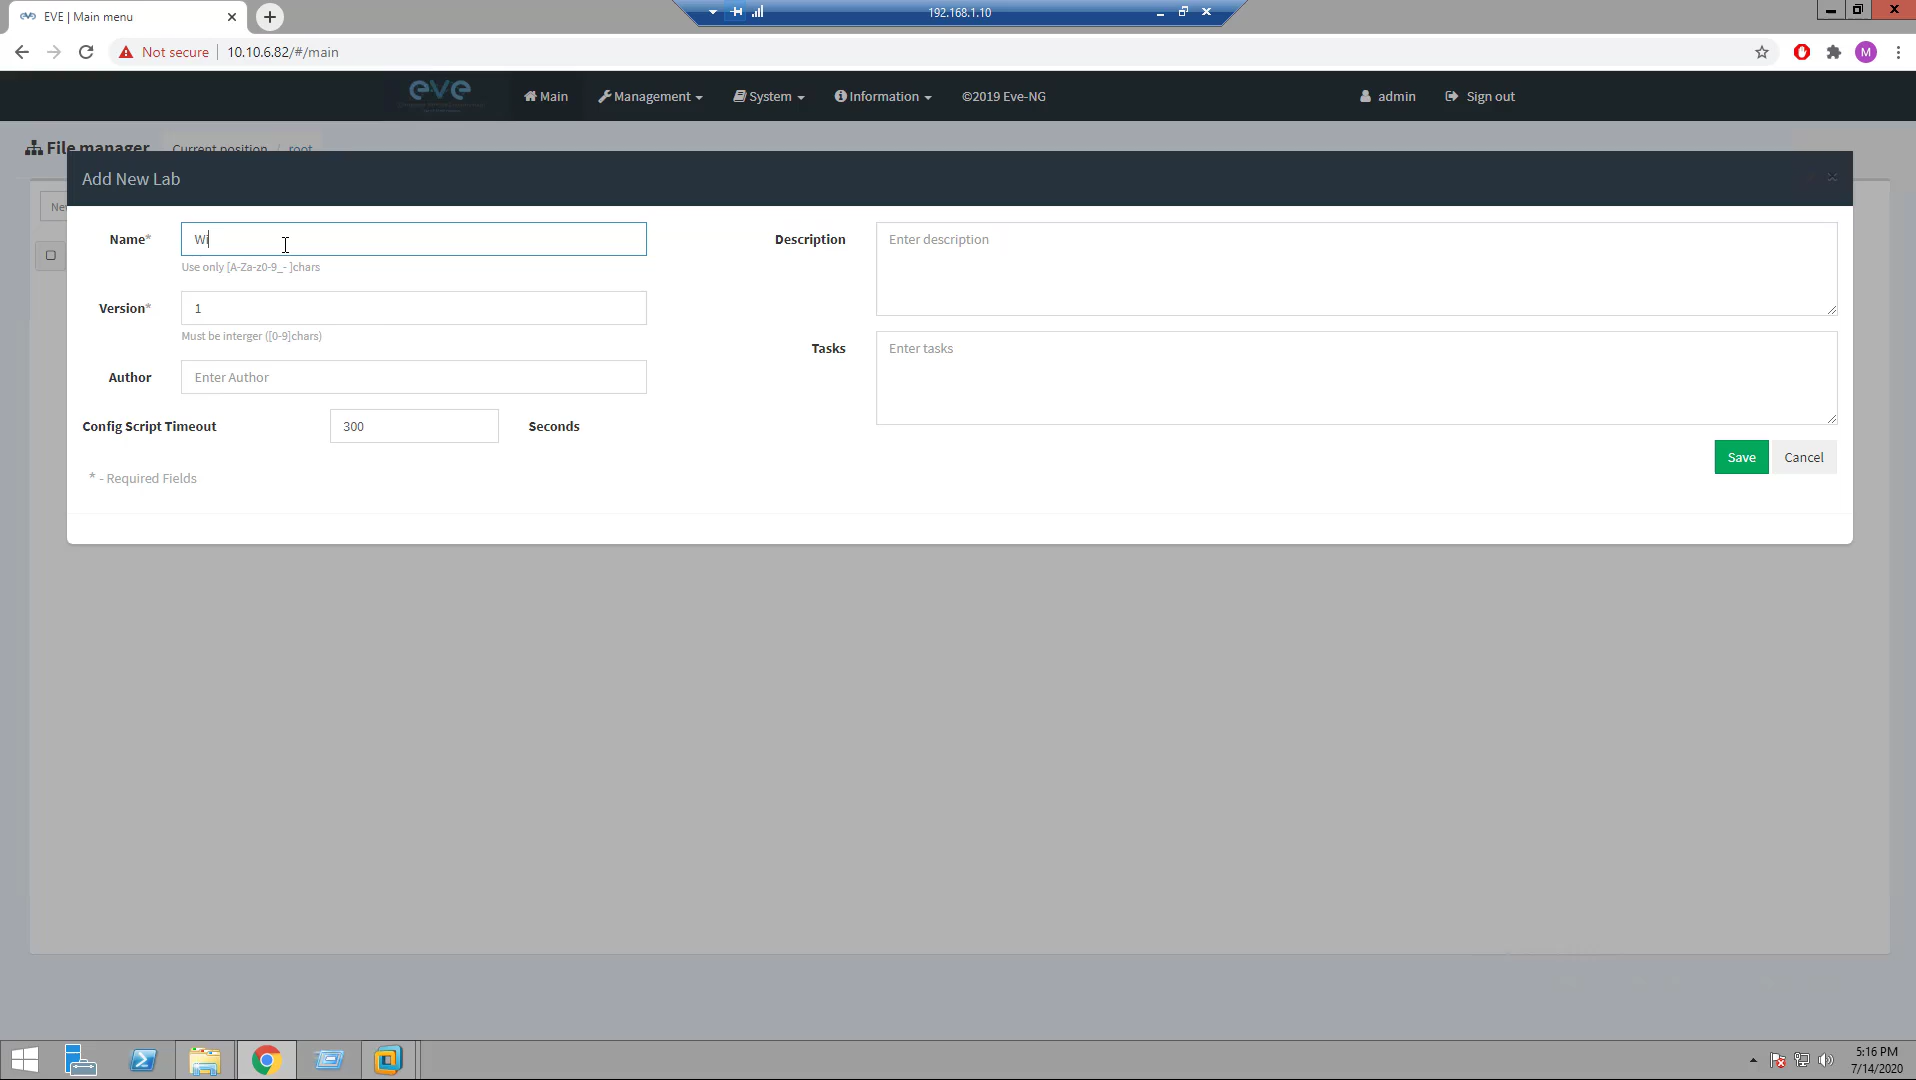 EVE | Main menu
192.168.1.10
Not secure
10.10.6.82/#/main
M
eve
Main
Management
System
Information
©2019 Eve-NG
admin
Sign out
File manager
Current position / root
Add New Lab
Ne
Name*
Wi
Use only [A-Za-z0-9_- ]chars
Version*
1
Must be interger ([0-9]chars)
Author
Enter Author
Config Script Timeout
300
Seconds
* - Required Fields
Description
Enter description
Tasks
Enter tasks
Save
Cancel
5:16 PM
7/14/2020